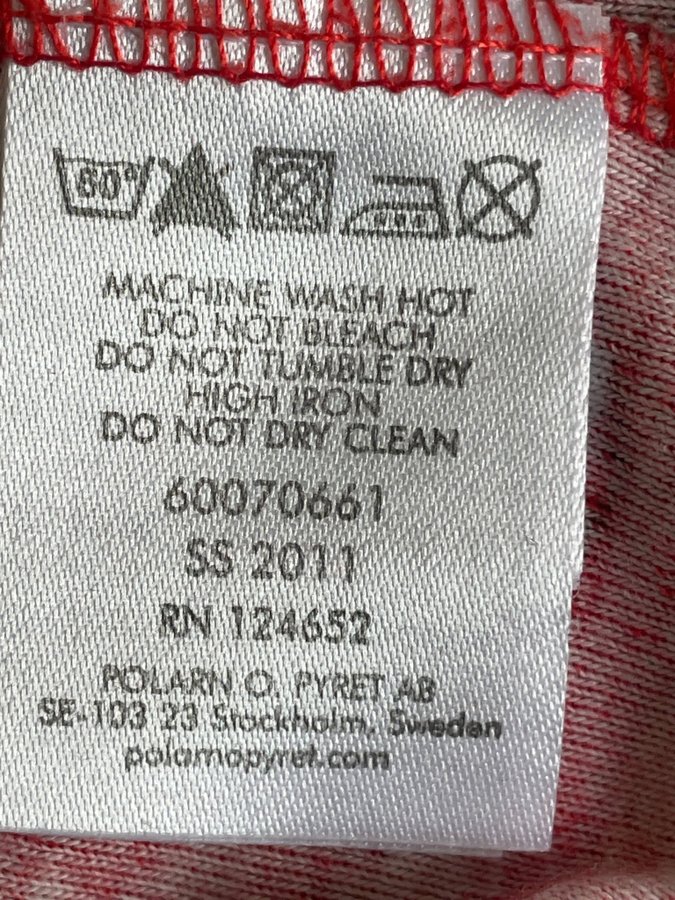 60°
MACHINE WASH HOT
DO NOT BLEACH
DO NOT TUMBLE DRY
HIGH IRON
DO NOT DRY CLEAN
60070661
SS 2011
RN 124652
POLARN O. PYRET AB
SE-103 23 Stockholm, Sweden
polarnopyret.com